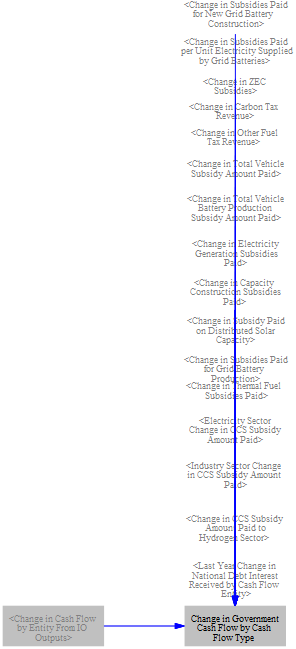 <Change in Subsidies Paid
for New Grid Battery
Construction>
<Change in Subsidies Paid
per Unit Electricity Supplied
by Grid Batteries>
<Change in ZEC
Subsidies>
<Change in Carbon Tax
Revenue>
<Change in Other Fuel
Tax Revenue>
<Change in Total Vehicle
Subsidy Amount Paid>
<Change in Total Vehicle
Battery Production
Subsidy Amount Paid>
<Change in Electricity
Generation Subsidies
Paid>
<Change in Capacity
Construction Subsidies
Paid>
<Change in Subsidy Paid
on Distributed Solar
Capacity>
<Change in Subsidies Paid
for Grid Battery
Production>
<Change in Thermal Fuel
Subsidies Paid>
<Electricity Sector
Change in CCS Subsidy
Amount Paid>
<Industry Sector Change
in CCS Subsidy Amount
Paid>
<Change in CCS Subsidy
Amount Paid to
Hydrogen Sector>
<Last Year Change in
National Debt Interest
Received by Cash Flow
Entity>
<Change in Cash Flow
by Entity From IO
Outputs>
Change in Government
Cash Flow by Cash
Flow Type